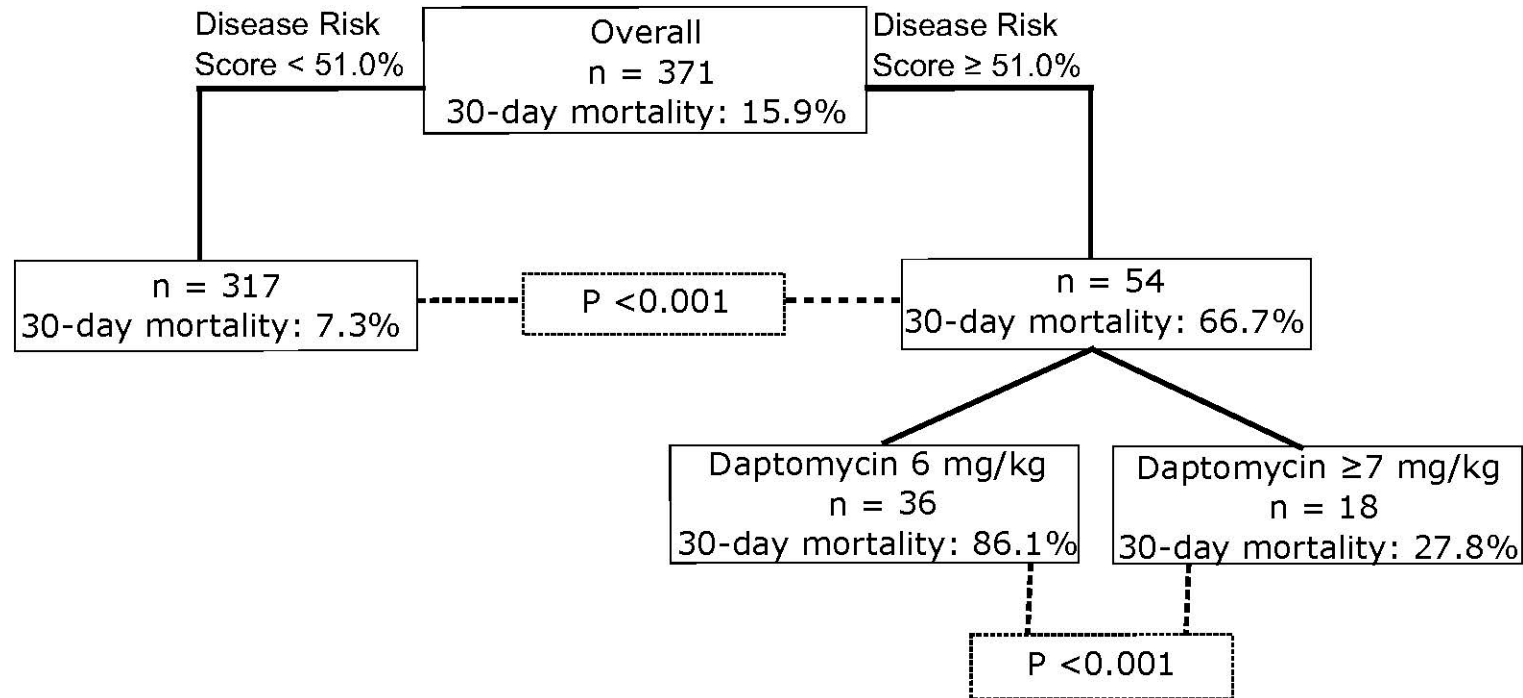 Disease Risk
Score < 51.0%
Overall
n = 371
30-day mortality: 15.9%
Disease Risk
Score ≥ 51.0%
n = 317
30-day mortality: 7.3%
P <0.001
n = 54
30-day mortality: 66.7%
Daptomycin 6 mg/kg
n = 36
30-day mortality: 86.1%
Daptomycin ≥7 mg/kg
n = 18
30-day mortality: 27.8%
P <0.001